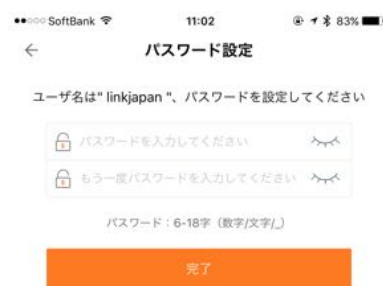 SoftBank 11:02 83%
パスワード設定
ユーザ名は" linkjapan "、パスワードを設定してください
パスワードを入力してください
もう一度パスワードを入力してください
パスワード：6-18字（数字/文字/_）
完了